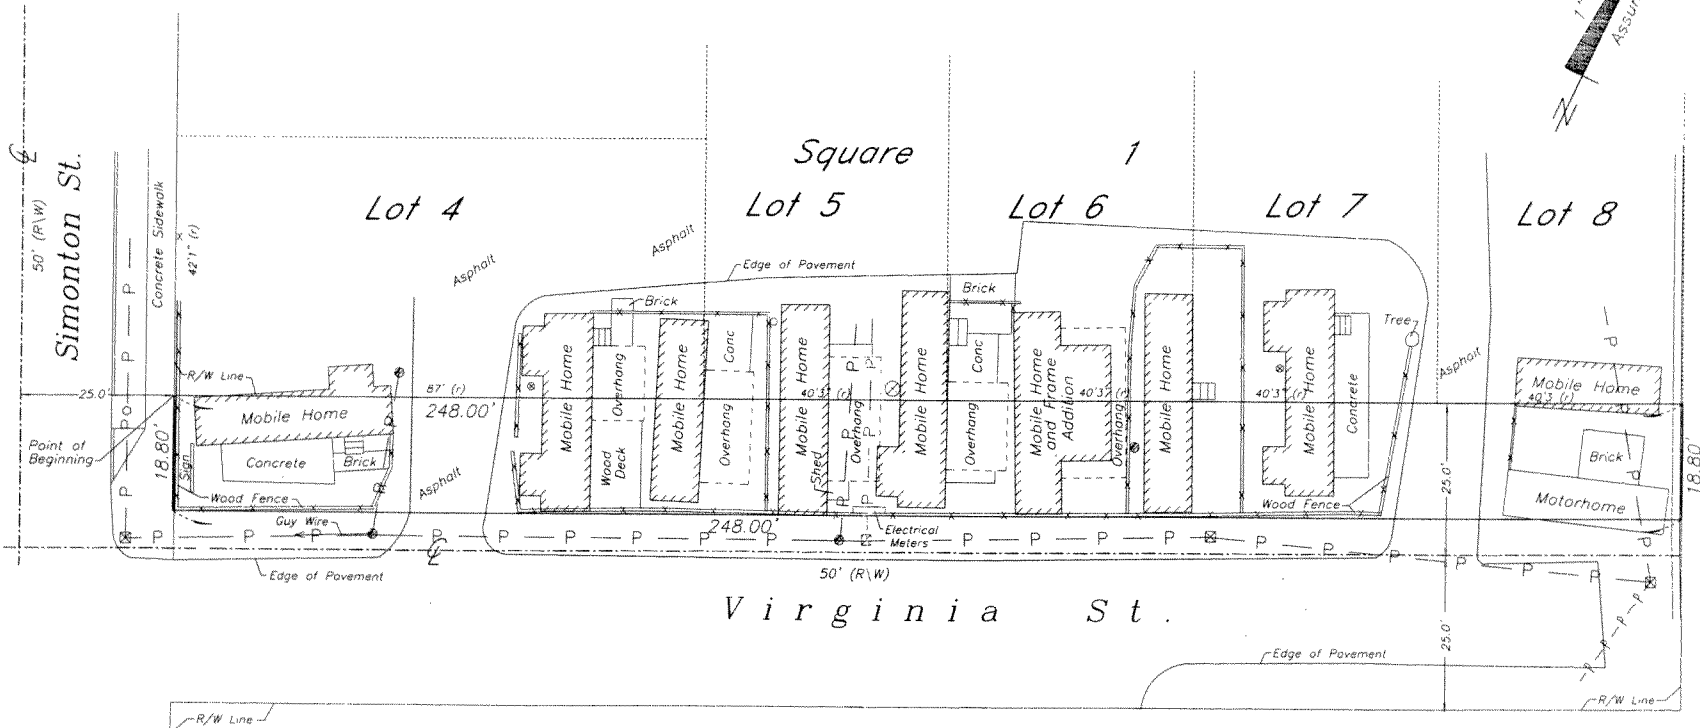 1"
Assu
N
Square 1
Lot 4
Lot 5
Lot 6
Lot 7
Lot 8
Simonton St.
50' (R\W)
Concrete Sidewalk
42'1" (r)
Asphalt
Asphalt
Edge of Pavement
Brick
Brick
Tree
Asphalt
R/W Line
25.0'
87' (r)
248.00'
Mobile Home
Concrete
Brick
Point of
Beginning
18.80'
Sign
Wood Fence
Guy Wire
Edge of Pavement
Asphalt
Mobile Home
Overhang
Wood
Deck
Mobile Home
Conc
Overhang
Mobile Home
Shed
40'3" (r)
Overhang
Mobile Home
Conc
Overhang
Mobile Home
and Frame
Addition
40'3" (r)
Overhang
Mobile Home
40'3" (r)
Mobile Home
Concrete
Wood Fence
Mobile Home
40'3 (r)
Brick
Motorhome
18.80'
25.0'
248.00'
Electrical
Meters
P P P P P P P P P P P P P P P P
50' (R\W)
Virginia St.
25.0'
Edge of Pavement
R/W Line
R/W Line